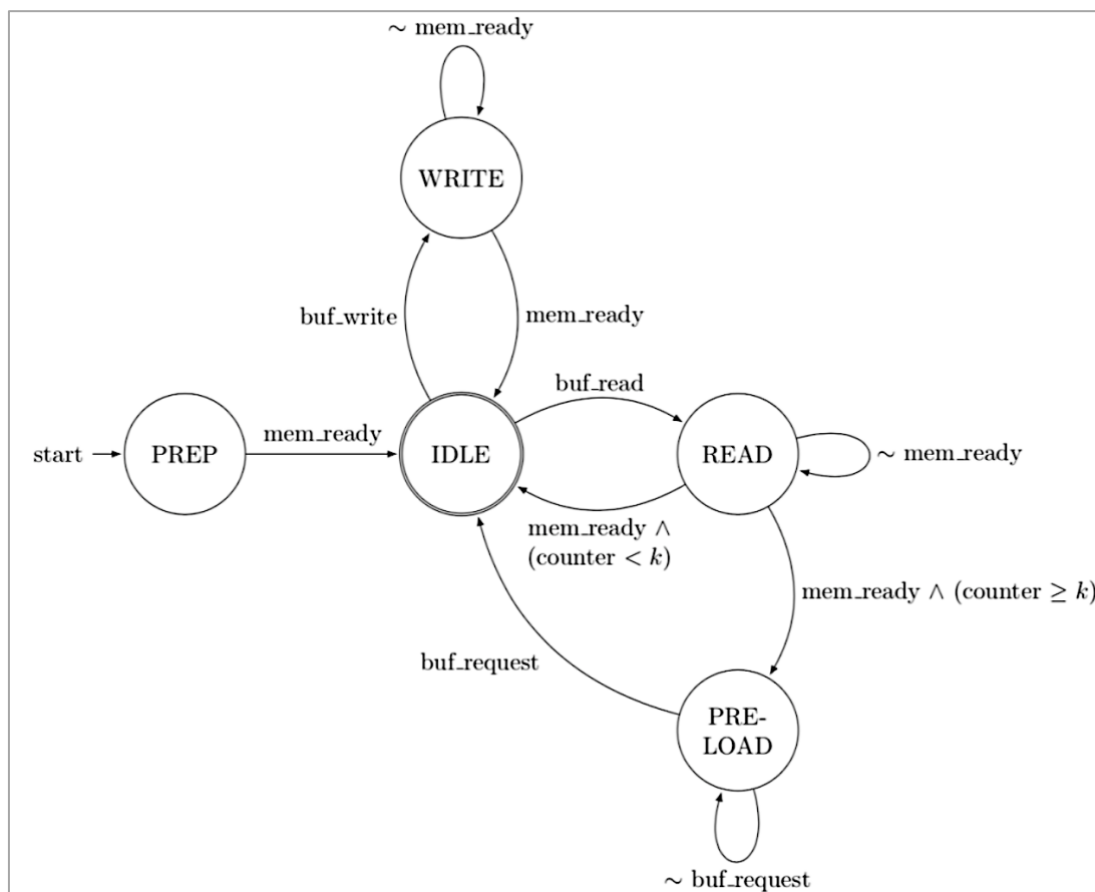 ∼ mem_ready
WRITE
buf_write
mem_ready
buf_read
start
PREP
mem_ready
IDLE
READ
∼ mem_ready
mem_ready ∧
(counter < k)
mem_ready ∧ (counter ≥ k)
buf_request
PRE-
LOAD
∼ buf_request